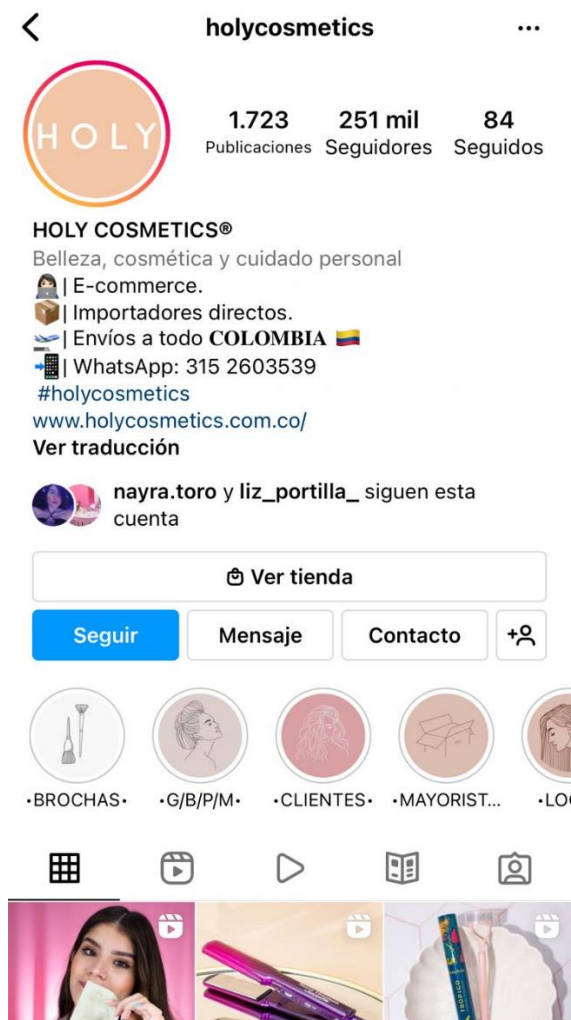 holycosmetics
HOLY
1.723 251 mil 84
Publicaciones Seguidores Seguidos
HOLY COSMETICS®
Belleza, cosmética y cuidado personal
| E-commerce.
| Importadores directos.
| Envíos a todo COLOMBIA
| WhatsApp: 315 2603539
#holycosmetics
www.holycosmetics.com.co/
Ver traducción
nayra.toro y liz_portilla_ siguen esta
cuenta
Ver tienda
Seguir Mensaje Contacto
•BROCHAS• •G/B/P/M• •CLIENTES• •MAYORIST... •LO
TROPICO